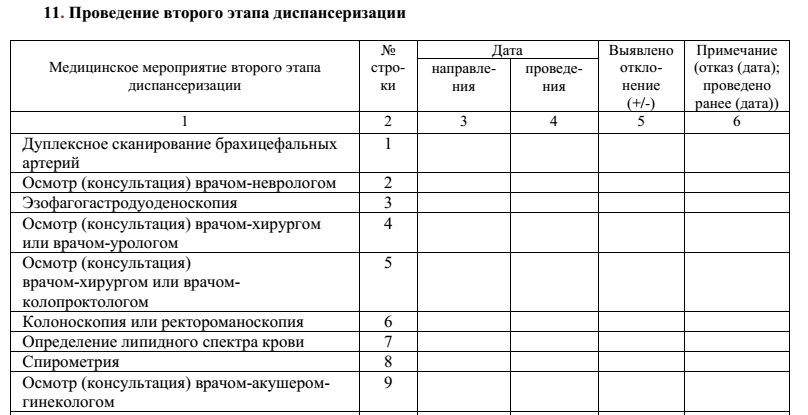 11. Проведение второго этапа диспансеризации
Медицинское мероприятие второго этапа
диспансеризации
№
стро-
ки
Дата
направле-
ния
проведе-
ния
Выявлено
откло-
нение
(+/-)
Примечание
(отказ (дата);
проведено
ранее (дата))
1 2 3 4 5 6
Дуплексное сканирование брахицефальных 1
артерий
Осмотр (консультация) врачом-неврологом 2
Эзофагогастродуоденоскопия 3
Осмотр (консультация) врачом-хирургом 4
или врачом-урологом
Осмотр (консультация) 5
врачом-хирургом или врачом-
колопроктологом
Колоноскопия или ректороманоскопия 6
Определение липидного спектра крови 7
Спирометрия 8
Осмотр (консультация) врачом-акушером- 9
гинекологом